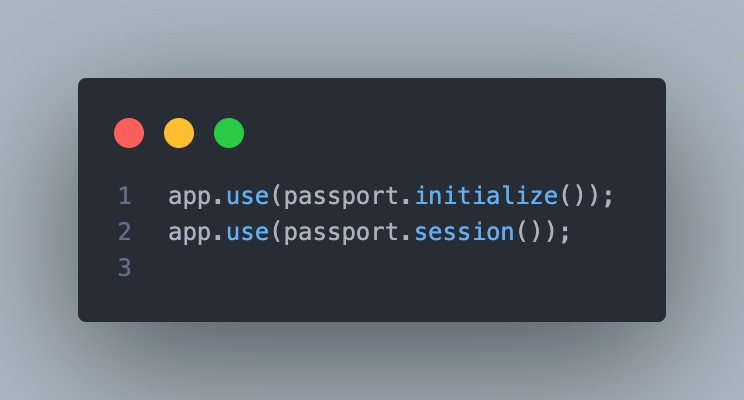 1 app.use(passport.initialize());
2 app.use(passport.session());
3